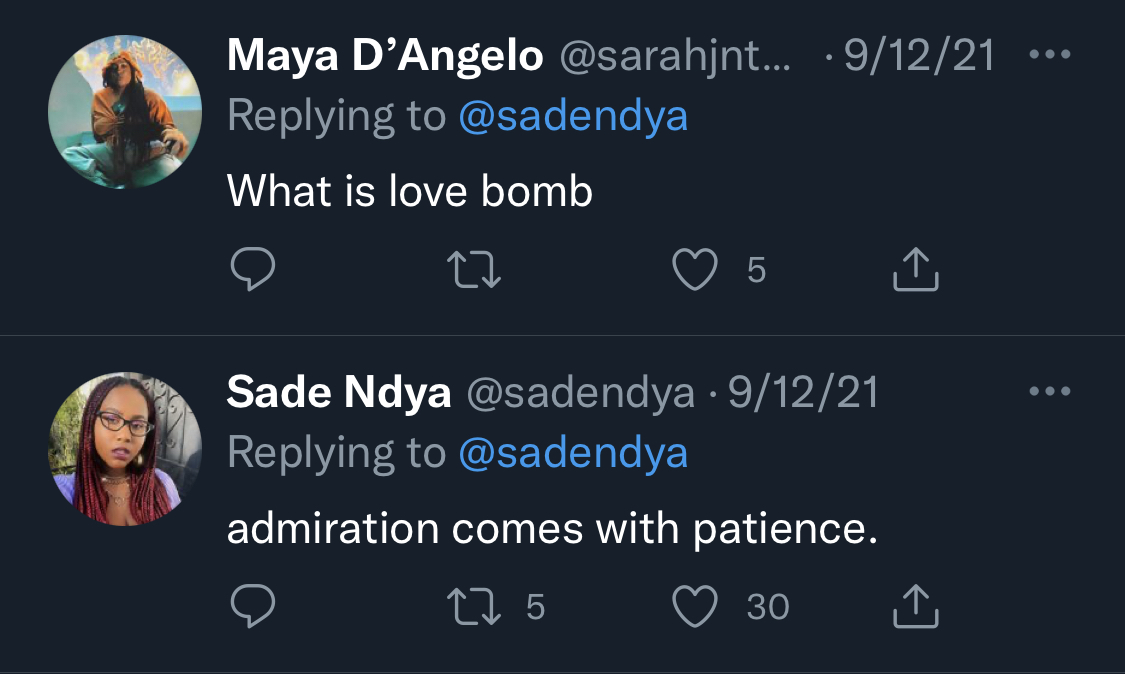 Maya D’Angelo @sarahjnt... · 9/12/21
Replying to @sadendya
What is love bomb
5
Sade Ndya @sadendya · 9/12/21
Replying to @sadendya
admiration comes with patience.
5 30